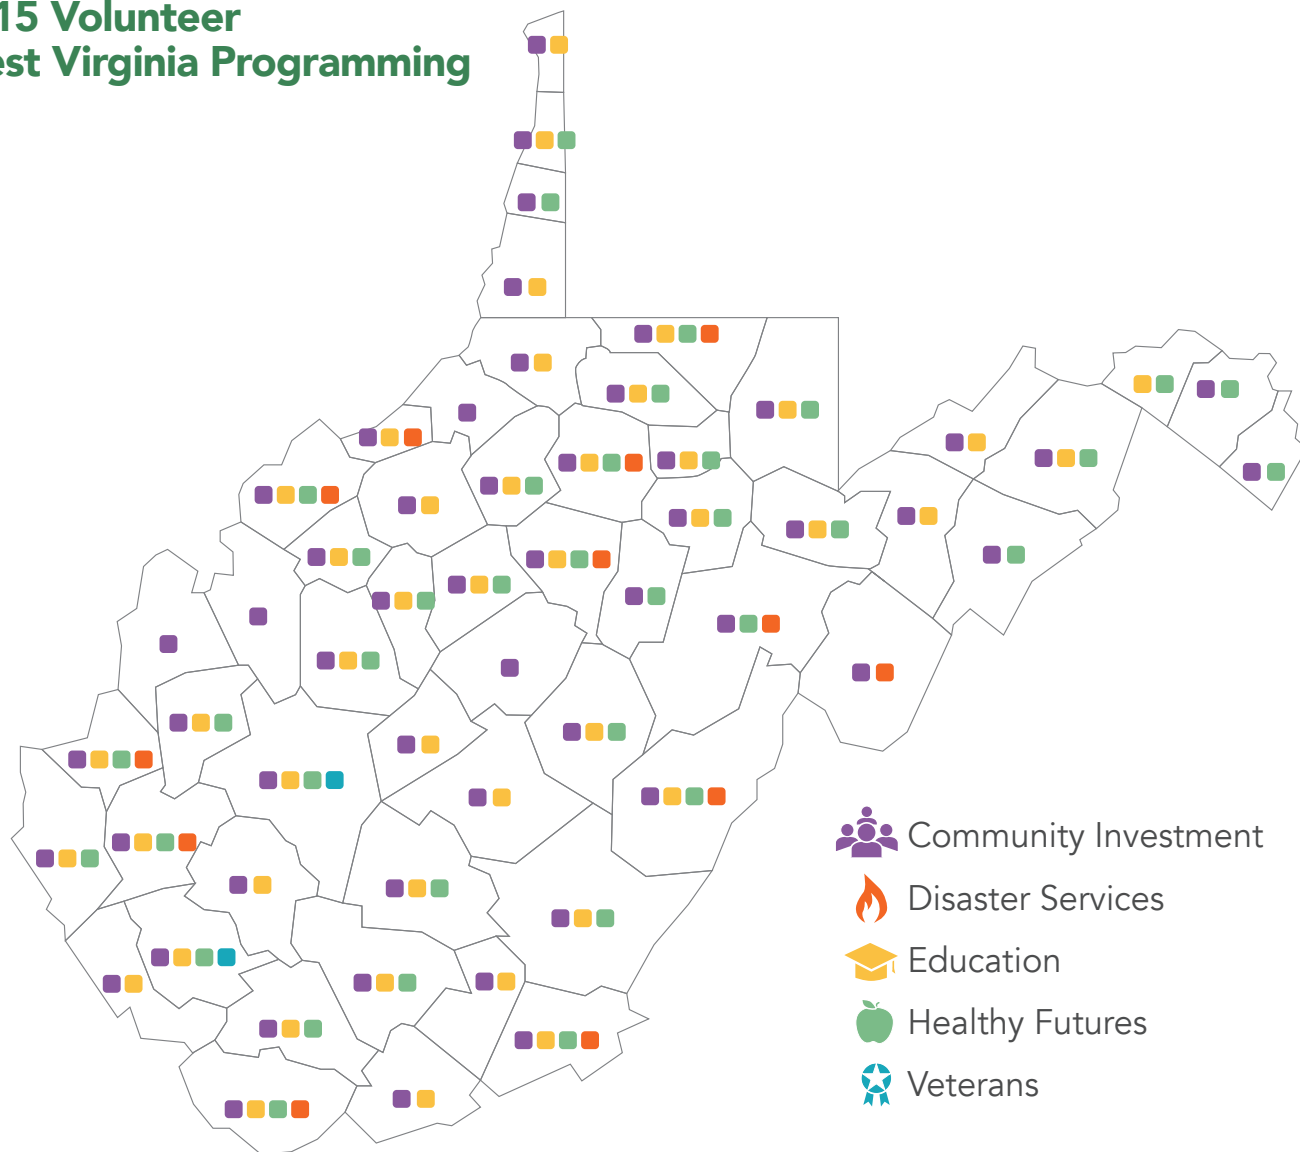 15 Volunteer
est Virginia Programming
Community Investment
Disaster Services
Education
Healthy Futures
Veterans